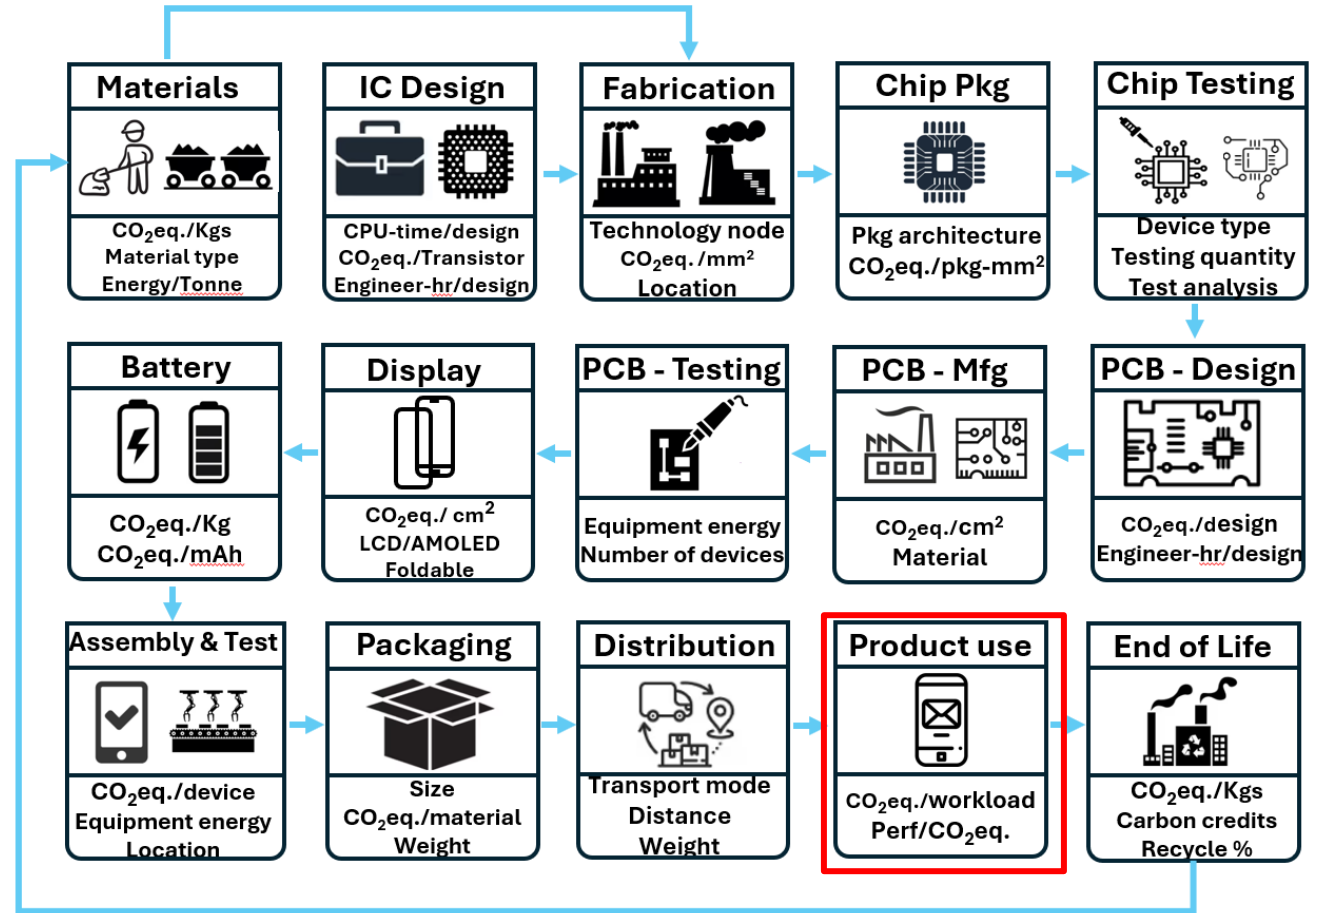 Materials
CO₂eq./Kgs
Material type
Energy/Tonne
IC Design
CPU-time/design
CO₂eq./Transistor
Engineer-hr/design
Fabrication
Technology node
CO₂eq./mm²
Location
Chip Pkg
Pkg architecture
CO₂eq./pkg-mm²
Chip Testing
Device type
Testing quantity
Test analysis
Battery
CO₂eq./Kg
CO₂eq./mAh
Display
CO₂eq./ cm²
LCD/AMOLED
Foldable
PCB - Testing
Equipment energy
Number of devices
PCB - Mfg
CO₂eq./cm²
Material
PCB - Design
CO₂eq./design
Engineer-hr/design
Assembly & Test
CO₂eq./device
Equipment energy
Location
Packaging
Size
CO₂eq./material
Weight
Distribution
Transport mode
Distance
Weight
Product use
CO₂eq./workload
Perf/CO₂eq.
End of Life
CO₂eq./Kgs
Carbon credits
Recycle %